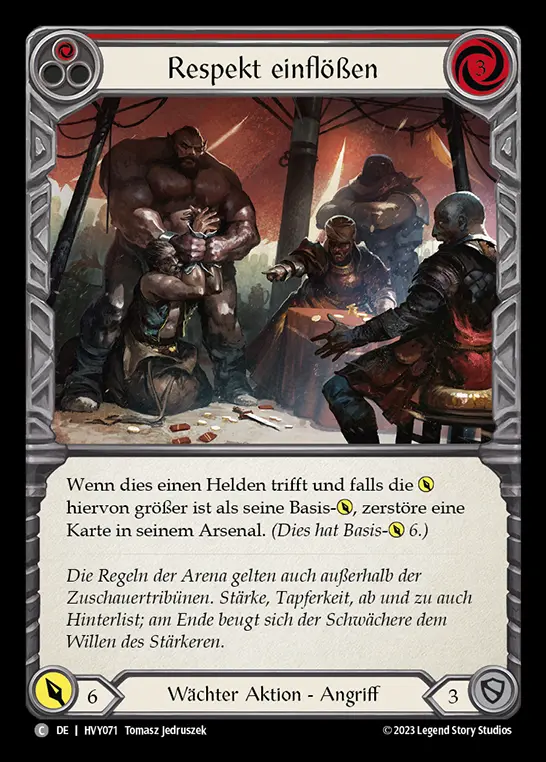 Respekt einflößen
3
Wenn dies einen Helden trifft und falls die
hiervon größer ist als seine Basis- , zerstöre eine
Karte in seinem Arsenal. (Dies hat Basis- 6.)
Die Regeln der Arena gelten auch außerhalb der
Zuschauertribünen. Stärke, Tapferkeit, ab und zu auch
Hinterlist; am Ende beugt sich der Schwächere dem
Willen des Stärkeren.
6 Wächter Aktion - Angriff 3
C DE | HVY071 Tomasz Jedruszek © 2023 Legend Story Studios